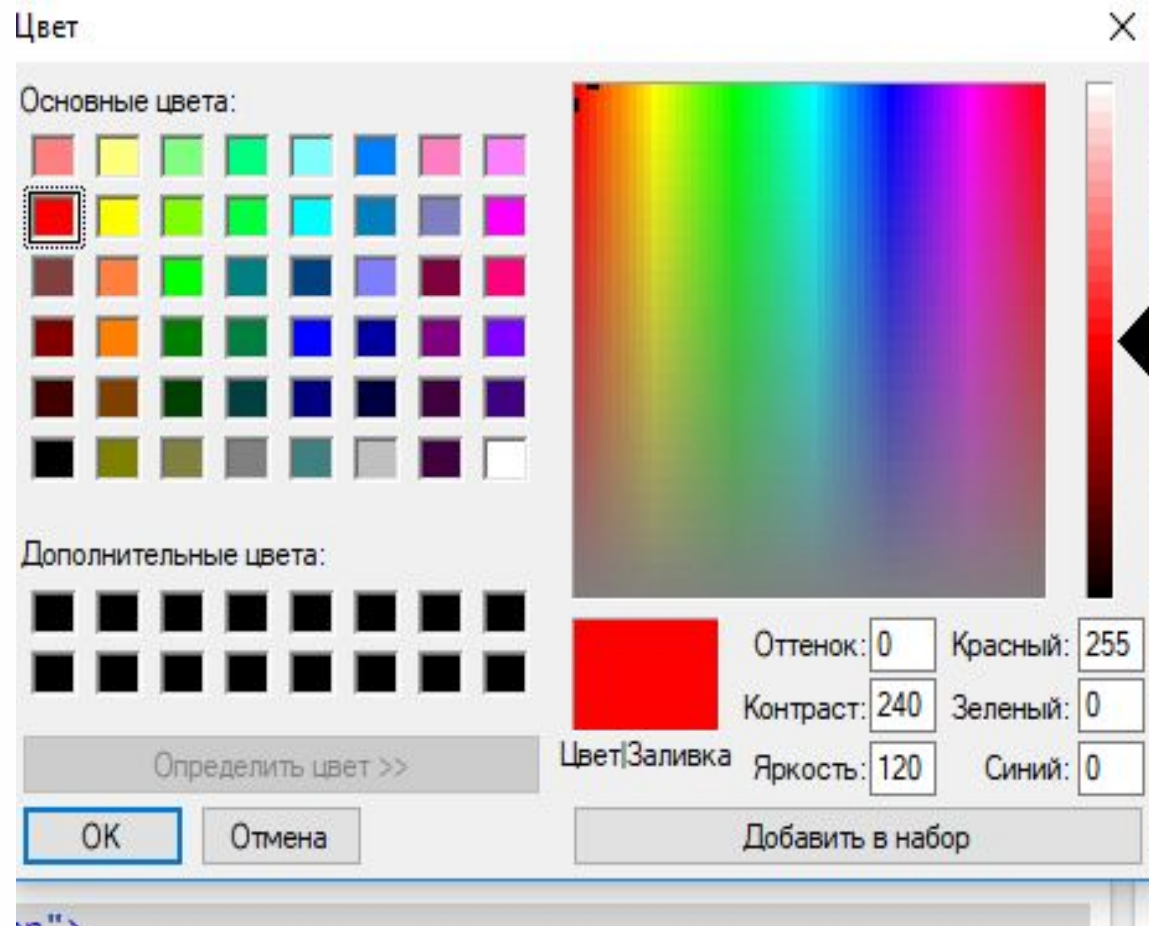 Цвет
Основные цвета:
Дополнительные цвета:
Определить цвет >>
OK Отмена
Цвет|Заливка
Оттенок: 0 Красный: 255
Контраст: 240 Зеленый: 0
Яркость: 120 Синий: 0
Добавить в набор